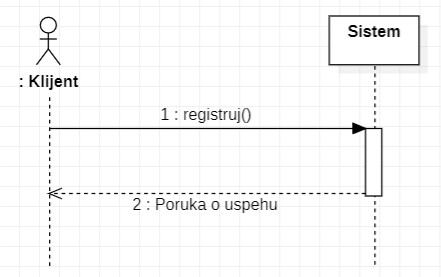 Sistem
: Klijent
1 : registruj()
2 : Poruka o uspehu